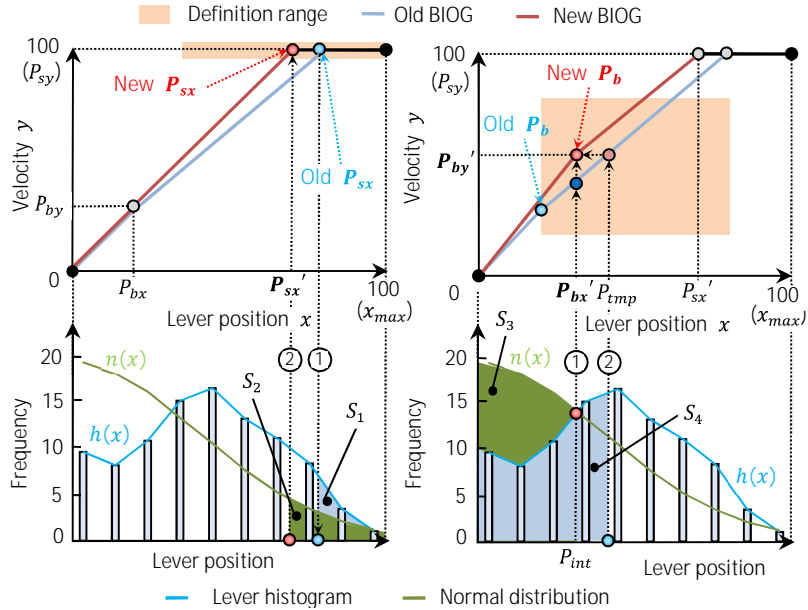 Definition range Old BIOG New BIOG
100
(P_sy)
New P_sx
Old P_sx
Velocity y
P_by
0
P_bx
P_sx'
100
(x_max)
Lever position x
100
(P_sy)
New P_b
Old P_b
Velocity y
P_by'
0
P_bx'
P_tmp
P_sx'
100
(x_max)
Lever position x
20
15
10
5
0
Frequency
n(x)
h(x)
S_2
S_1
2
1
Lever position
20
15
10
5
0
Frequency
S_3
n(x)
1
2
S_4
h(x)
P_int
Lever position
Lever histogram Normal distribution